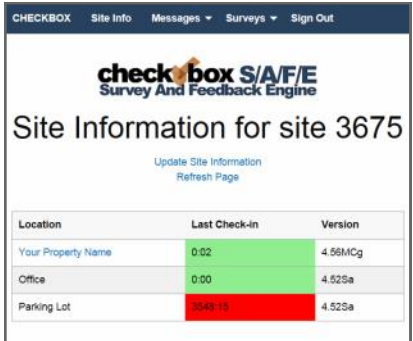 CHECKBOX Site Info Messages Surveys Sign Out
checkbox S/A/F/E
Survey And Feedback Engine
Site Information for site 3675
Update Site Information
Refresh Page
Location Last Check-in Version
Your Property Name 0:02 4.56MCg
Office 0:00 4.52Sa
Parking Lot 3548:15 4.52Sa